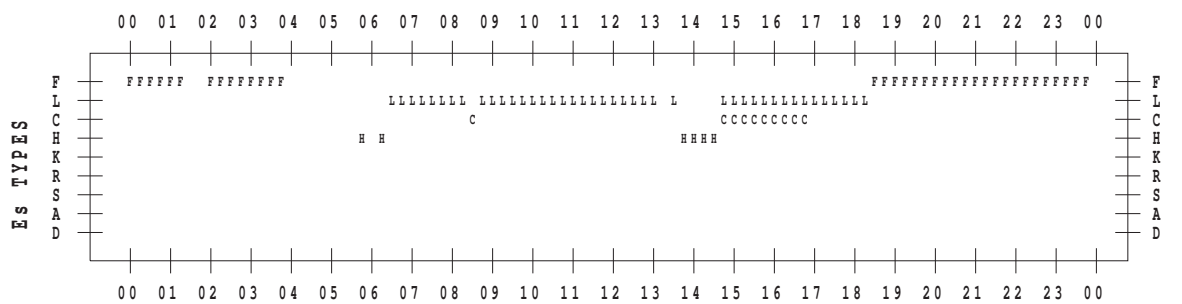 00 01 02 03 04 05 06 07 08 09 10 11 12 13 14 15 16 17 18 19 20 21 22 23 00
F FFFFFF FFFFFFFF FFFFFFFFFFFFFFFFFFFFFF F
L LLLLLLLL LLLLLLLLLLLLLLLLLL L LLLLLLLLLLLLLLL L
C C CCCCCCCCC C
H H H HHHH H
K K
R R
S S
A A
D D
Es TYPES
00 01 02 03 04 05 06 07 08 09 10 11 12 13 14 15 16 17 18 19 20 21 22 23 00